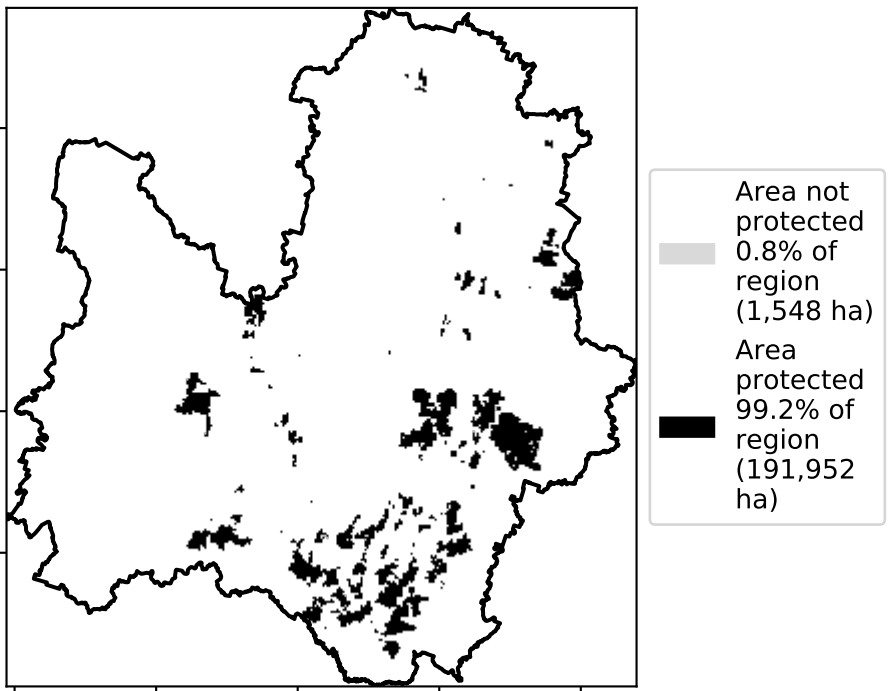 Area not
protected
0.8% of
region
(1,548 ha)
Area
protected
99.2% of
region
(191,952
ha)